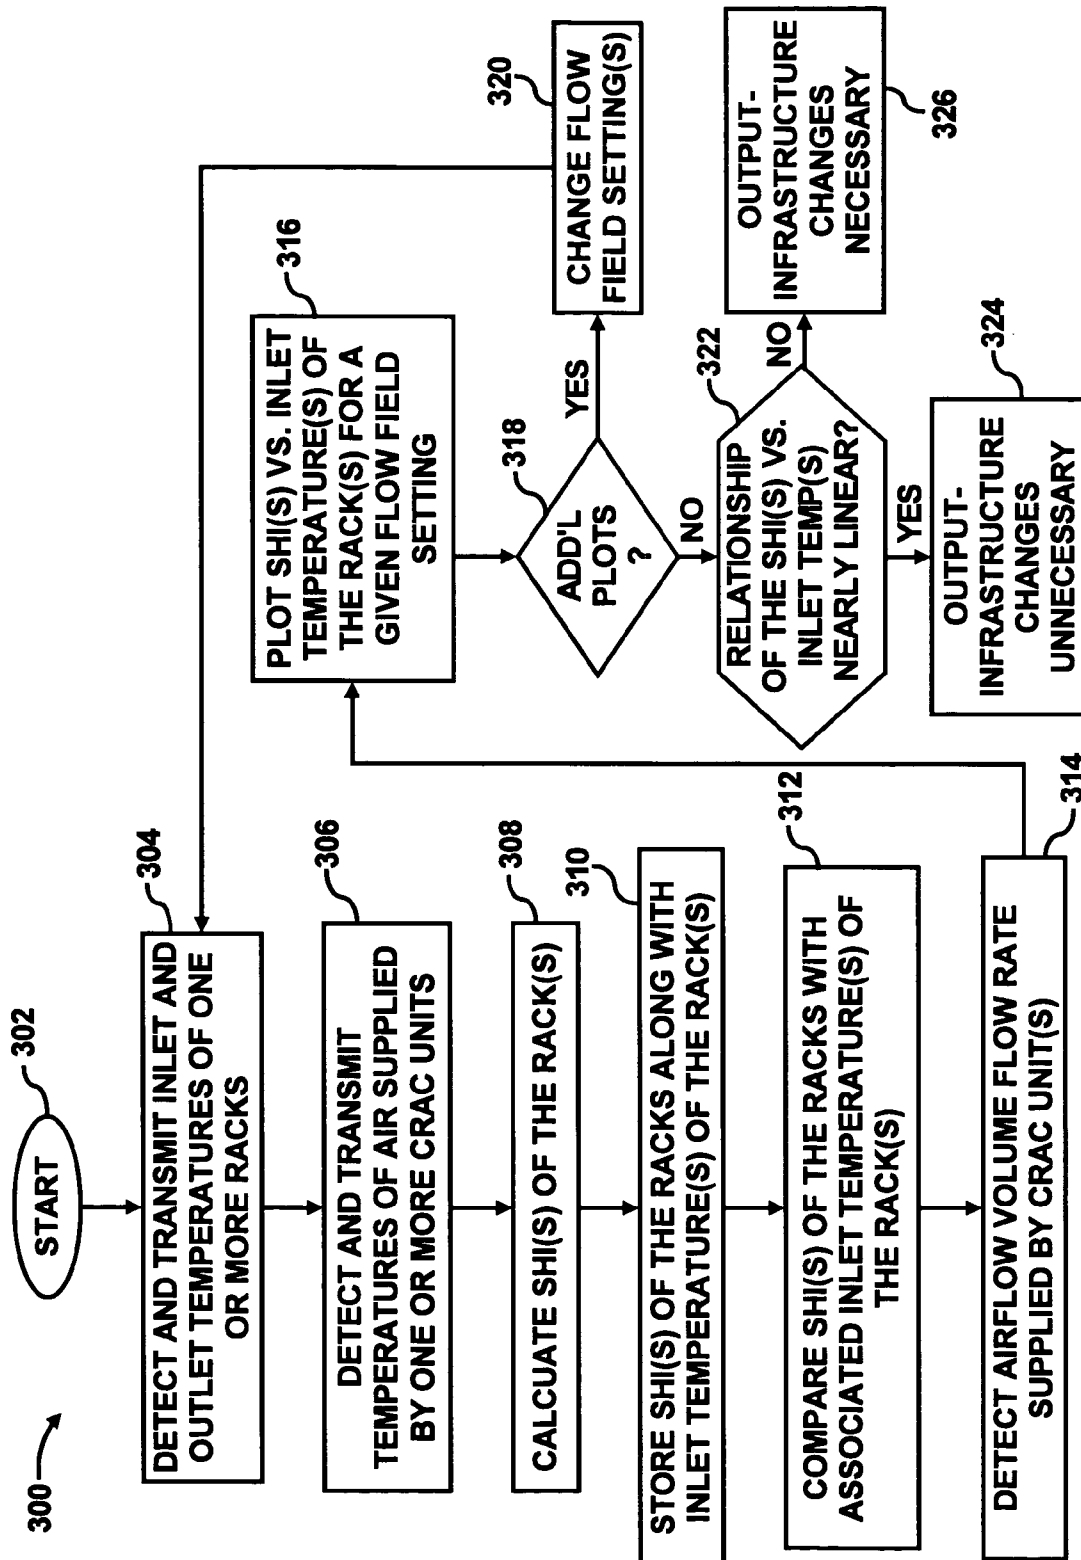 300
START
302
DETECT AND TRANSMIT INLET AND
OUTLET TEMPERATURES OF ONE
OR MORE RACKS
304
DETECT AND TRANSMIT
TEMPERATURES OF AIR SUPPLIED
BY ONE OR MORE CRAC UNITS
306
CALCUATE SHI(S) OF THE RACK(S)
308
STORE SHI(S) OF THE RACKS ALONG WITH
INLET TEMPERATURE(S) OF THE RACK(S)
310
COMPARE SHI(S) OF THE RACKS WITH
ASSOCIATED INLET TEMPERATURE(S) OF
THE RACK(S)
312
DETECT AIRFLOW VOLUME FLOW RATE
SUPPLIED BY CRAC UNIT(S)
314
PLOT SHI(S) VS. INLET
TEMPERATURE(S) OF
THE RACK(S) FOR A
GIVEN FLOW FIELD
SETTING
316
ADD'L
PLOTS
?
318
YES
NO
CHANGE FLOW
FIELD SETTING(S)
320
RELATIONSHIP
OF THE SHI(S) VS.
INLET TEMP(S)
NEARLY LINEAR?
322
NO
YES
OUTPUT-
INFRASTRUCTURE
CHANGES
UNNECESSARY
324
OUTPUT-
INFRASTRUCTURE
CHANGES
NECESSARY
326